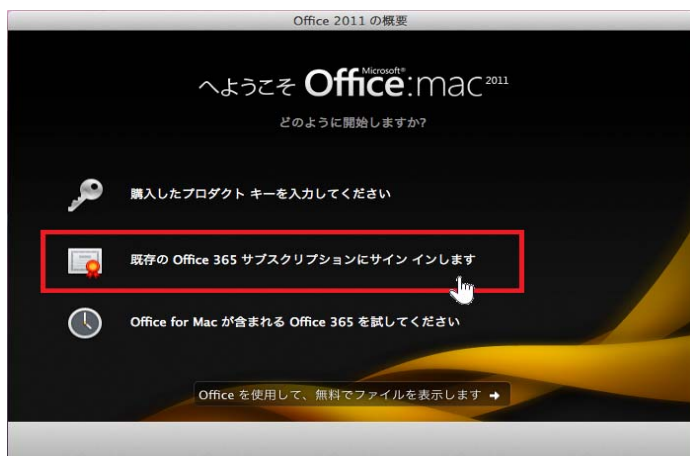 Office 2011 の概要
へようこそ Microsoft® Office:mac 2011
どのように開始しますか?
購入したプロダクト キーを入力してください
既存の Office 365 サブスクリプションにサイン インします
Office for Mac が含まれる Office 365 を試してください
Office を使用して、無料でファイルを表示します ➜